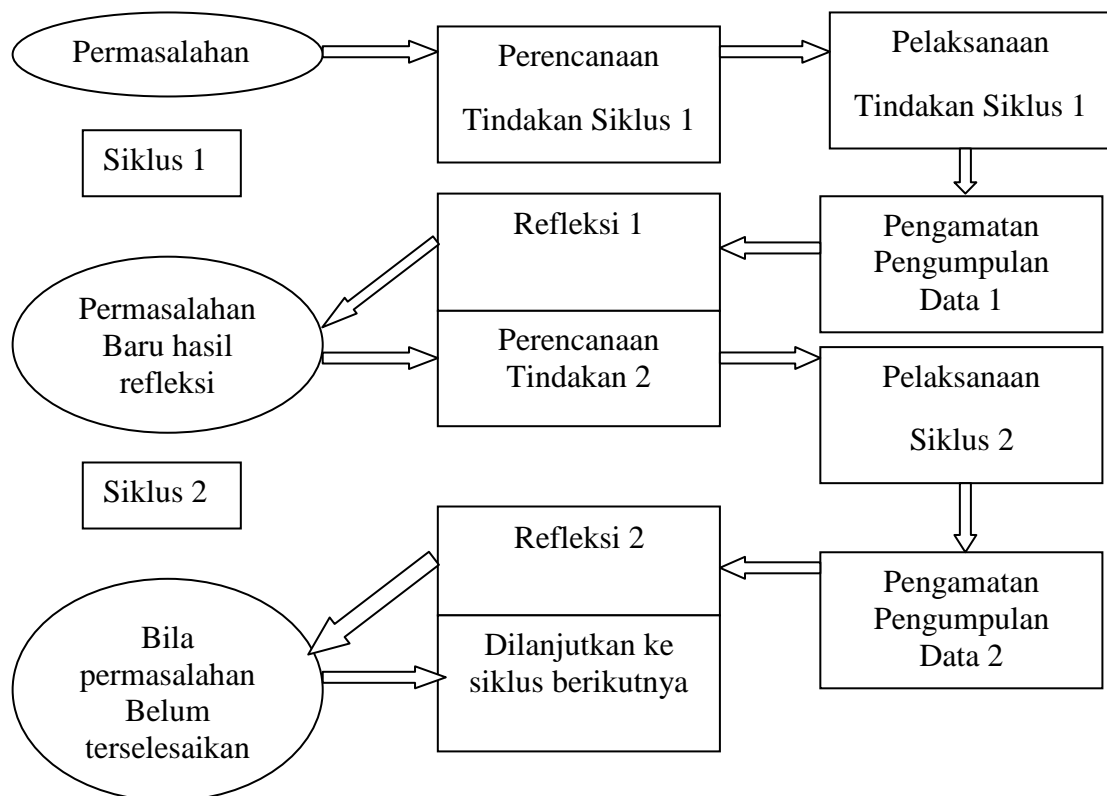 Permasalahan
Perencanaan
Tindakan Siklus 1
Pelaksanaan
Tindakan Siklus 1
Siklus 1
Refleksi 1
Pengamatan
Pengumpulan
Data 1
Permasalahan
Baru hasil
refleksi
Perencanaan
Tindakan 2
Pelaksanaan
Siklus 2
Siklus 2
Refleksi 2
Pengamatan
Pengumpulan
Data 2
Bila
permasalahan
Belum
terselesaikan
Dilanjutkan ke
siklus berikutnya